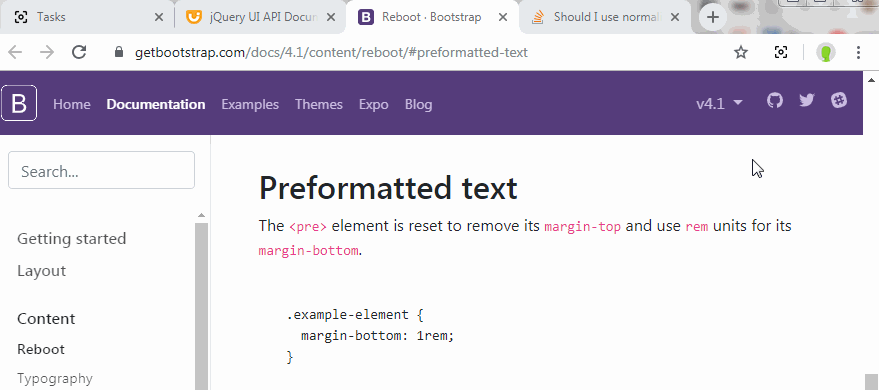 Tasks
jQuery UI API Docum
Reboot · Bootstrap
Should I use normal
getbootstrap.com/docs/4.1/content/reboot/#preformatted-text
B
Home
Documentation
Examples
Themes
Expo
Blog
v4.1
Search...
Getting started
Layout
Content
Reboot
Typography
Preformatted text
The <pre> element is reset to remove its margin-top and use rem units for its
margin-bottom.
.example-element {
margin-bottom: 1rem;
}